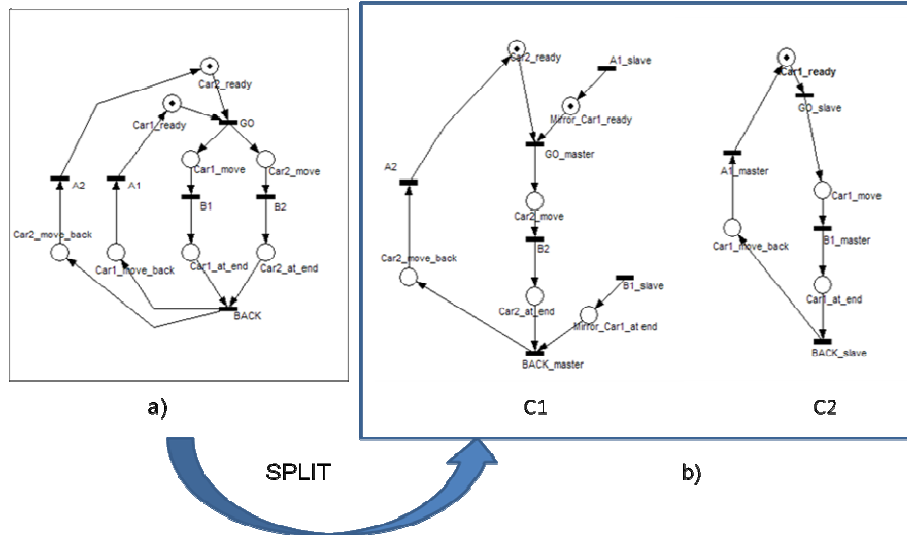 Car2_ready
Car1_ready
GO
Car1_move
Car2_move
A2
A1
B1
B2
Car2_move_back
Car1_move_back
Car1_at_end
Car2_at_end
BACK
a)
Car2_ready
A1_slave
Mirror_Car1_ready
GO_master
A2
Car2_move
B2
Car2_move_back
B1_slave
Car2_at_end
Mirror_Car1_at end
BACK_master
C1
Car1_ready
GO_slave
A1_master
Car1_move
Car1_move_back
B1_master
Car1_at_end
BACK_slave
C2
SPLIT
b)